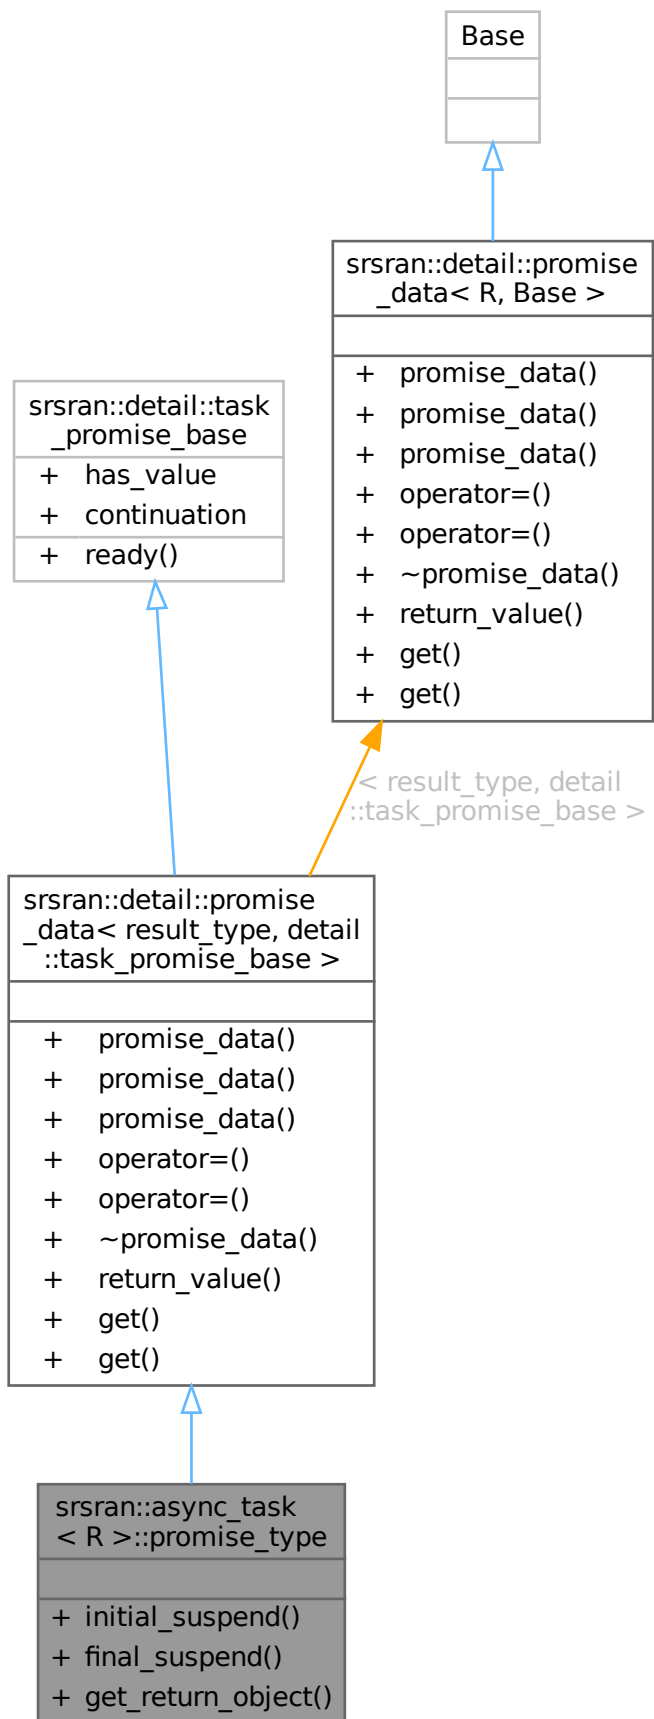 Base
srsran::detail::promise
_data< R, Base >
+ promise_data()
+ promise_data()
+ promise_data()
+ operator=()
+ operator=()
+ ~promise_data()
+ return_value()
+ get()
+ get()
srsran::detail::task
_promise_base
+ has_value
+ continuation
+ ready()
< result_type, detail
::task_promise_base >
srsran::detail::promise
_data< result_type, detail
::task_promise_base >
+ promise_data()
+ promise_data()
+ promise_data()
+ operator=()
+ operator=()
+ ~promise_data()
+ return_value()
+ get()
+ get()
srsran::async_task
< R >::promise_type
+ initial_suspend()
+ final_suspend()
+ get_return_object()